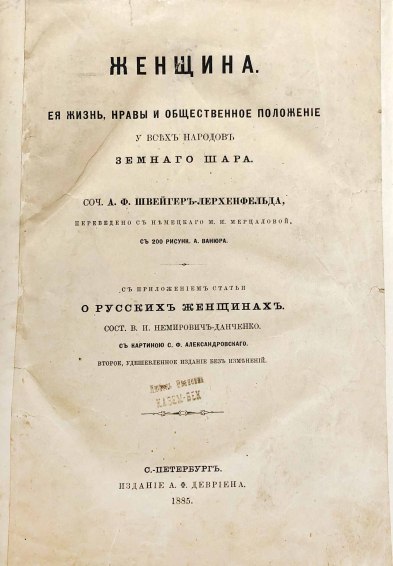 ЖЕНЩИНА.
ЕЯ ЖИЗНЬ, НРАВЫ И ОБЩЕСТВЕННОЕ ПОЛОЖЕНІЕ
У ВСѢХЪ НАРОДОВЪ
ЗЕМНАГО ШАРА.
СОЧ. А. Ф. ШВЕЙГЕРЪ-ЛЕРХЕНФЕЛЬДА,
ПЕРЕВЕДЕНО СЪ НѢМЕЦКАГО М. И. МЕРЦАЛОВОЙ,
СЪ 200 РИСУНК. А. ВАНЮРА.
СЪ ПРИЛОЖЕНІЕМЪ СТАТЬИ
О РУССКИХЪ ЖЕНЩИНАХЪ.
СОСТ. В. И. НЕМИРОВИЧЪ-ДАНЧЕНКО.
СЪ КАРТИНОЮ С. Ф. АЛЕКСАНДРОВСКАГО.
ВТОРОЕ, УДЕШЕВЛЕННОЕ ИЗДАНІЕ БЕЗЪ ИЗМѢНЕНІЙ.
КАЗЕМ-БЕК
С.-ПЕТЕРБУРГЪ.
ИЗДАНІЕ А. Ф. ДЕВРІЕНА.
1885.